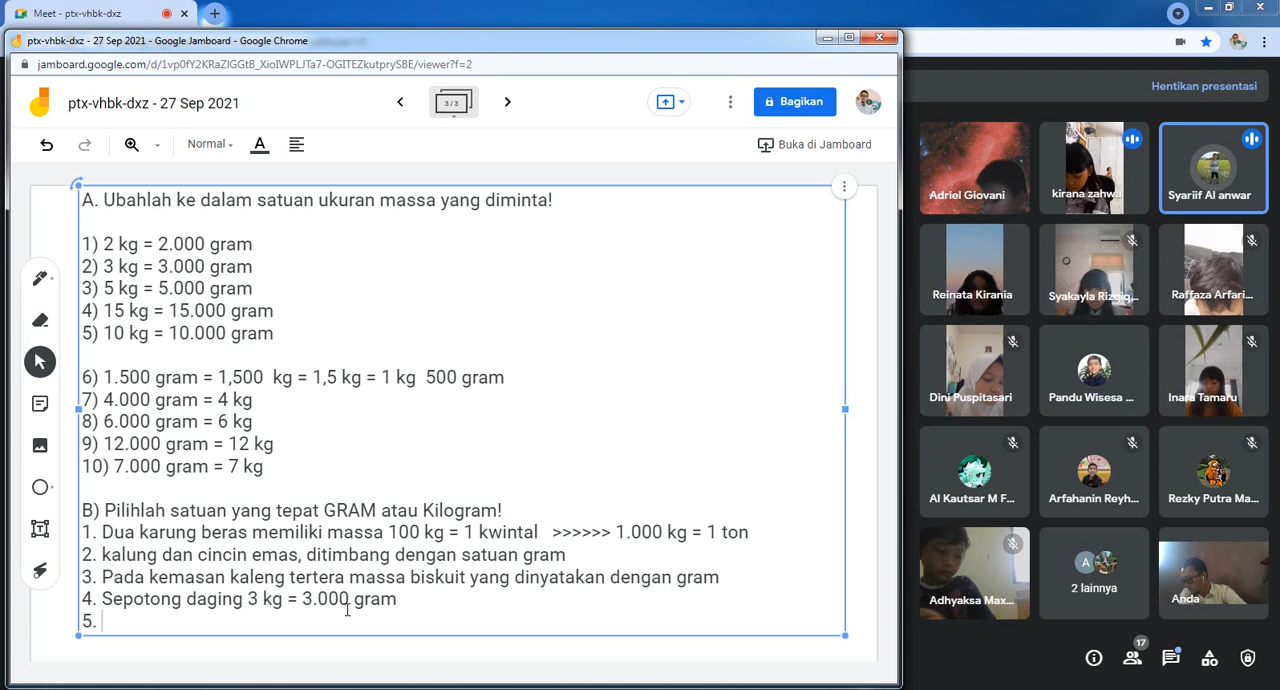 Meet - ptx-vhbk-dxz
ptx-vhbk-dxz - 27 Sep 2021 - Google Jamboard - Google Chrome
jamboard.google.com/d/1vp0fY2KRaZIGGtB_XioIWPLJTa7-OGITEZkutprySBE/viewer?f=2
ptx-vhbk-dxz - 27 Sep 2021
3 / 3
Bagikan
Normal
A
Buka di Jamboard
A. Ubahlah ke dalam satuan ukuran massa yang diminta!
1) 2 kg = 2.000 gram
2) 3 kg = 3.000 gram
3) 5 kg = 5.000 gram
4) 15 kg = 15.000 gram
5) 10 kg = 10.000 gram
6) 1.500 gram = 1,500 kg = 1,5 kg = 1 kg 500 gram
7) 4.000 gram = 4 kg
8) 6.000 gram = 6 kg
9) 12.000 gram = 12 kg
10) 7.000 gram = 7 kg
B) Pilihlah satuan yang tepat GRAM atau Kilogram!
1. Dua karung beras memiliki massa 100 kg = 1 kwintal >>>>>> 1.000 kg = 1 ton
2. kalung dan cincin emas, ditimbang dengan satuan gram
3. Pada kemasan kaleng tertera massa biskuit yang dinyatakan dengan gram
4. Sepotong daging 3 kg = 3.000 gram
5.
Hentikan presentasi
Adriel Giovani
kirana zahwa
Syariif Al anwar
Reinata Kirania
Syakayla Rizqiq...
Raffaza Arfari...
Dini Puspitasari
Pandu Wisesa ...
Inara Tamaru
Al Kautsar M F...
Arfahanin Reyh...
Rezky Putra Ma...
Adhyaksa Max...
A
2 lainnya
Anda
17